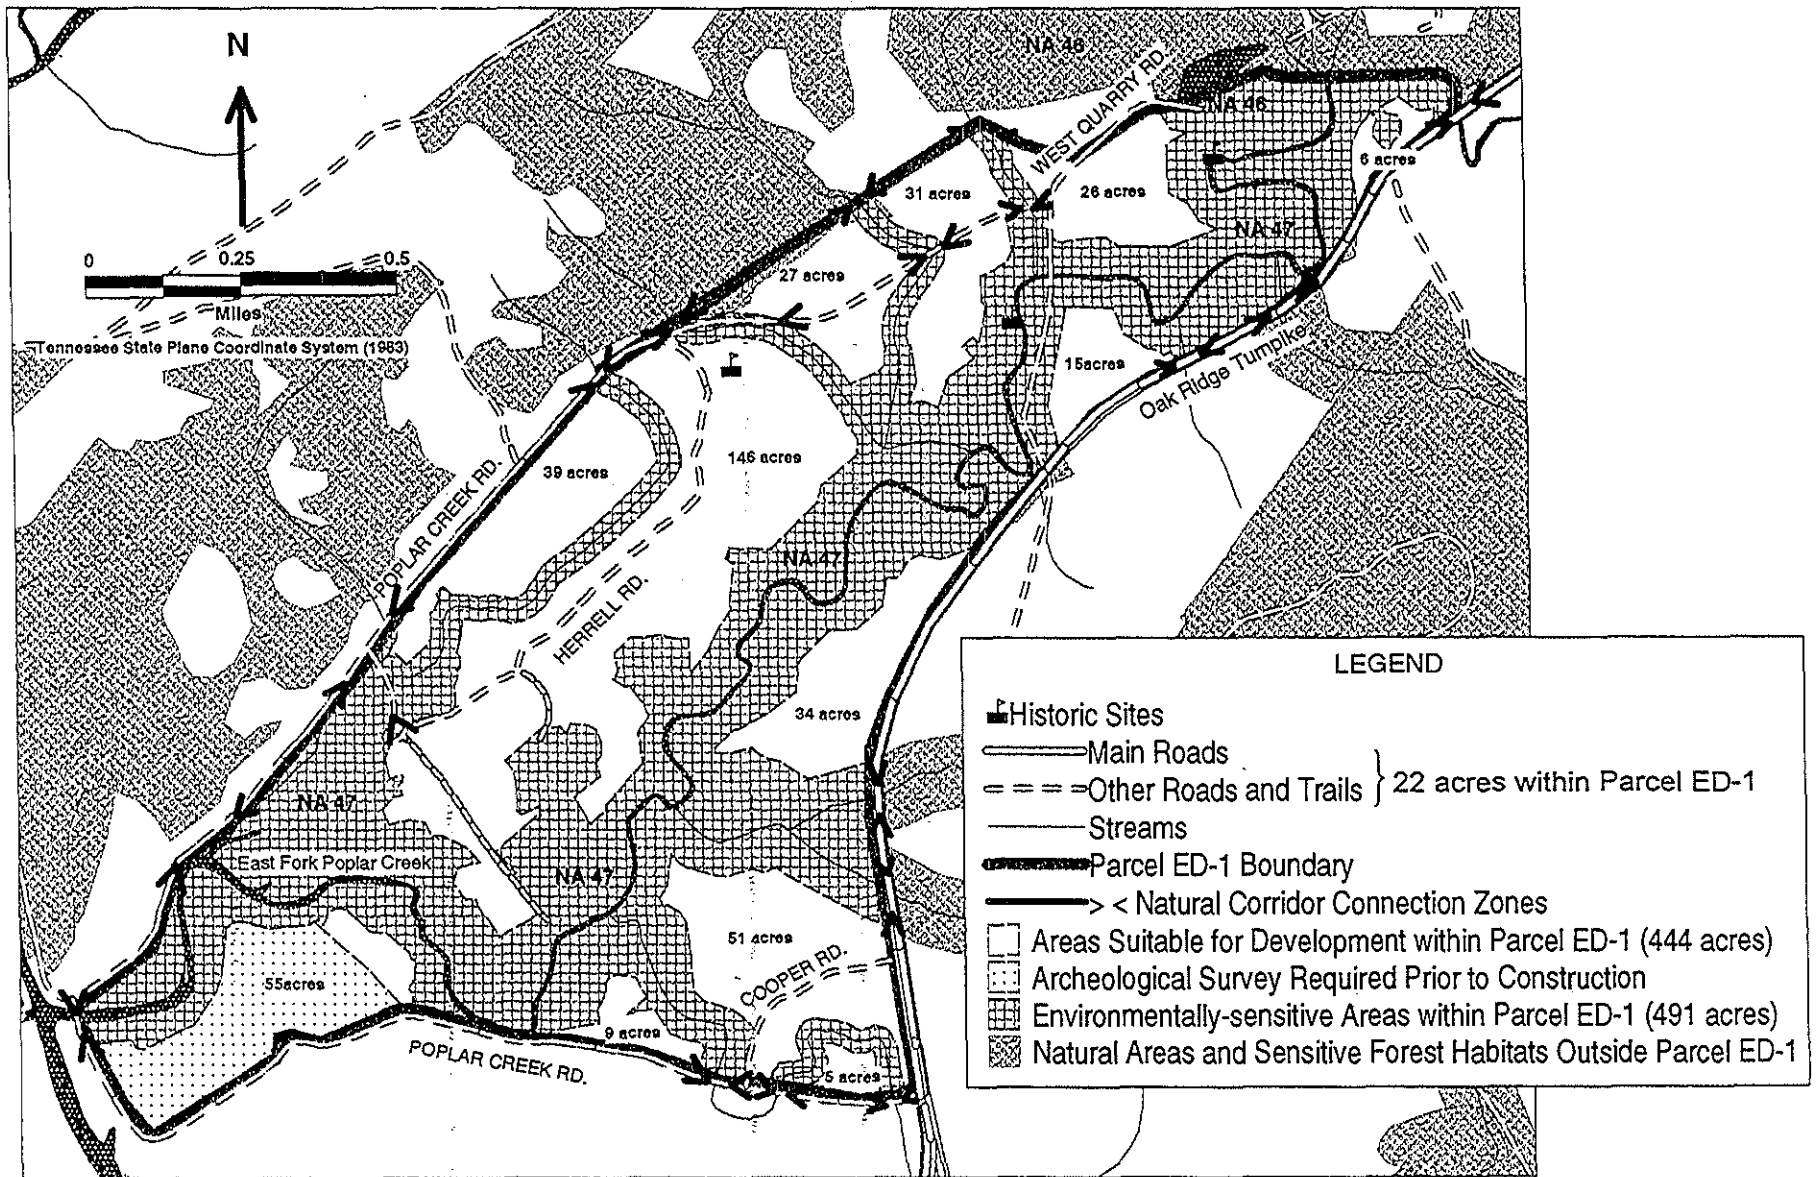 N
NA 46
WEST QUARRY RD.
NA 46
6 acres
31 acres
26 acres
NA 47
0 0.25 0.5
Miles
27 acres
Tennessee State Plane Coordinate System (1983)
15acres
Oak Ridge Turnpike
39 acres
146 acres
POPLAR CREEK RD.
NA 47
HERRELL RD.
34 acres
NA 47
East Fork Poplar Creek
NA 47
51 acres
COOPER RD.
55acres
9 acres
POPLAR CREEK RD.
5 acres
LEGEND
Historic Sites
Main Roads
Other Roads and Trails } 22 acres within Parcel ED-1
Streams
Parcel ED-1 Boundary
> < Natural Corridor Connection Zones
Areas Suitable for Development within Parcel ED-1 (444 acres)
Archeological Survey Required Prior to Construction
Environmentally-sensitive Areas within Parcel ED-1 (491 acres)
Natural Areas and Sensitive Forest Habitats Outside Parcel ED-1